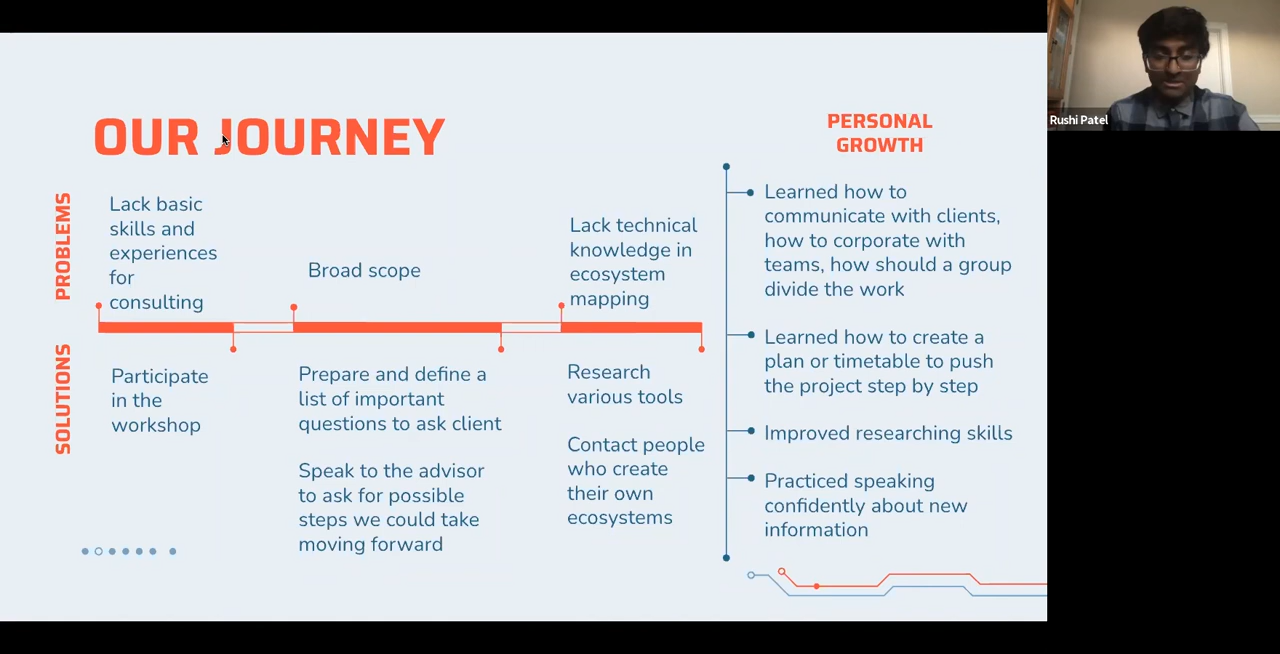 OUR JOURNEY
PROBLEMS
Lack basic
skills and
experiences
for
consulting
Broad scope
Lack technical
knowledge in
ecosystem
mapping
SOLUTIONS
Participate
in the
workshop
Prepare and define a
list of important
questions to ask client
Speak to the advisor
to ask for possible
steps we could take
moving forward
Research
various tools
Contact people
who create
their own
ecosystems
PERSONAL
GROWTH
Learned how to
communicate with clients,
how to corporate with
teams, how should a group
divide the work
Learned how to create a
plan or timetable to push
the project step by step
Improved researching skills
Practiced speaking
confidently about new
information
Rushi Patel